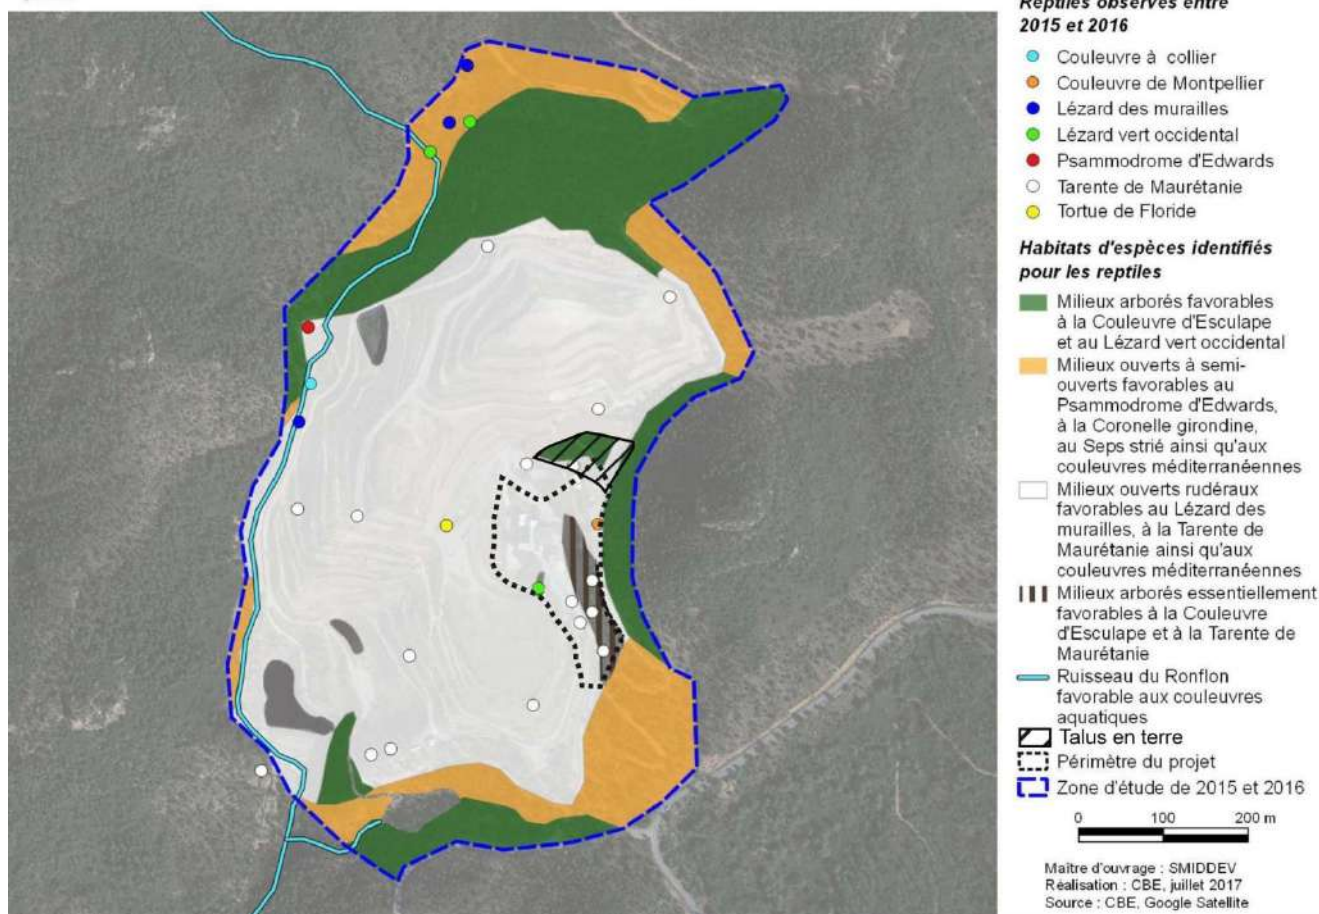 Reptiles observés entre
2015 et 2016
Couleuvre à collier
Couleuvre de Montpellier
Lézard des murailles
Lézard vert occidental
Psammodrome d'Edwards
Tarente de Maurétanie
Tortue de Floride
Habitats d'espèces identifiés
pour les reptiles
Milieux arborés favorables
à la Couleuvre d'Esculape
et au Lézard vert occidental
Milieux ouverts à semi-
ouverts favorables au
Psammodrome d'Edwards,
à la Coronelle girondine,
au Seps strié ainsi qu'aux
couleuvres méditerranéennes
Milieux ouverts rudéraux
favorables au Lézard des
murailles, à la Tarente de
Maurétanie ainsi qu'aux
couleuvres méditerranéennes
Milieux arborés essentiellement
favorables à la Couleuvre
d'Esculape et à la Tarente de
Maurétanie
Ruisseau du Ronflon
favorable aux couleuvres
aquatiques
Talus en terre
Périmètre du projet
Zone d'étude de 2015 et 2016
0 100 200 m
Maître d'ouvrage : SMIDDEV
Réalisation : CBE, juillet 2017
Source : CBE, Google Satellite